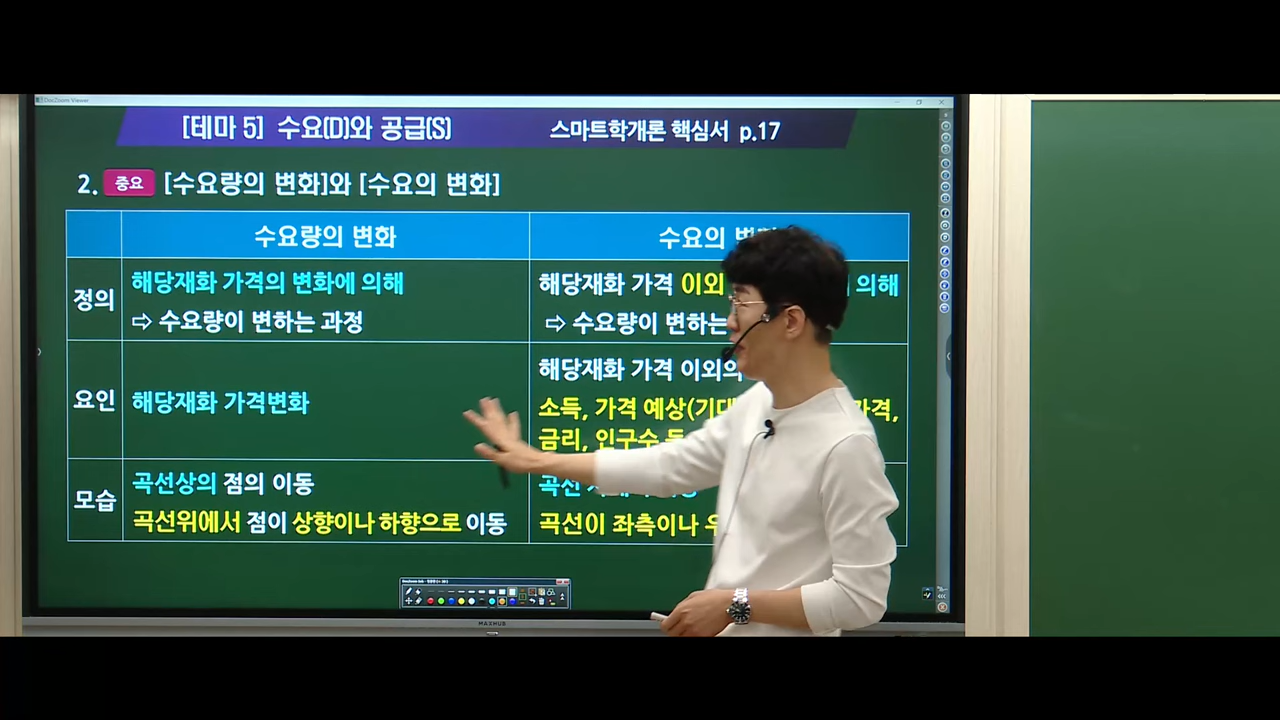 DocZoom Viewer
[테마 5] 수요(D)와 공급(S)
스마트학개론 핵심서 p.17
2. 중요 [수요량의 변화]와 [수요의 변화]
수요량의 변화
수요의
정의
해당재화 가격의 변화에 의해
⇨ 수요량이 변하는 과정
해당재화 가격 이외 의해
⇨ 수요량이 변하는
요인
해당재화 가격변화
해당재화 가격 이외의
소득, 가격 예상 가격,
금리, 인구수
모습
곡선상의 점의 이동
곡선위에서 점이 상향이나 하향으로 이동
곡선
곡선이 좌측이나
MAXHUB